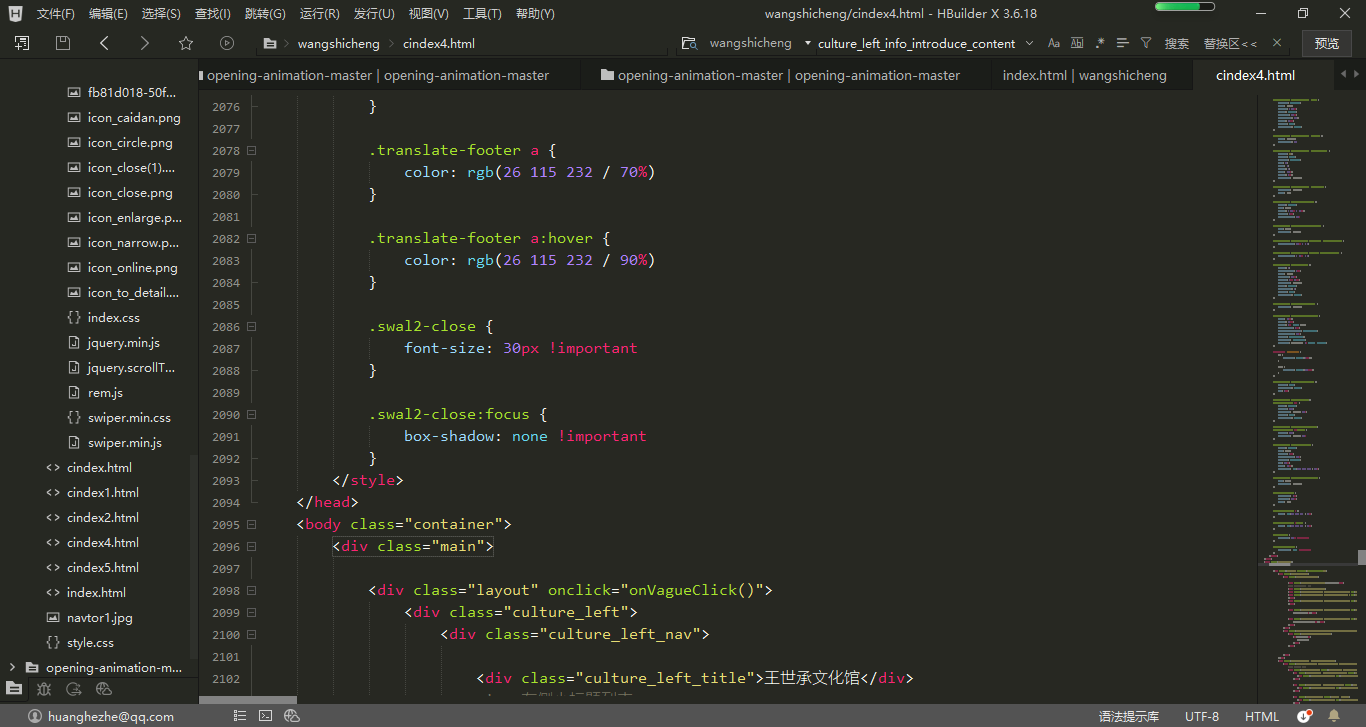 文件(F) 编辑(E) 选择(S) 查找(I) 跳转(G) 运行(R) 发行(U) 视图(V) 工具(T) 帮助(Y) wangshicheng/cindex4.html - HBuilder X 3.6.18
wangshicheng cindex4.html wangshicheng culture_left_info_introduce_content Aa 搜索 替换区<< 预览
opening-animation-master | opening-animation-master opening-animation-master | opening-animation-master index.html | wangshicheng cindex4.html
fb81d018-50f...
icon_caidan.png
icon_circle.png
icon_close(1)....
icon_close.png
icon_enlarge.p...
icon_narrow.p...
icon_online.png
icon_to_detail....
index.css
jquery.min.js
jquery.scrollT...
rem.js
swiper.min.css
swiper.min.js
cindex.html
cindex1.html
cindex2.html
cindex4.html
cindex5.html
index.html
navtor1.jpg
style.css
opening-animation-m...
2076 }
2077
2078 .translate-footer a {
2079 color: rgb(26 115 232 / 70%)
2080 }
2081
2082 .translate-footer a:hover {
2083 color: rgb(26 115 232 / 90%)
2084 }
2085
2086 .swal2-close {
2087 font-size: 30px !important
2088 }
2089
2090 .swal2-close:focus {
2091 box-shadow: none !important
2092 }
2093 </style>
2094 </head>
2095 <body class="container">
2096 <div class="main">
2097
2098 <div class="layout" onclick="onVagueClick()">
2099 <div class="culture_left">
2100 <div class="culture_left_nav">
2101
2102 <div class="culture_left_title">王世承文化馆</div>
huanghezhe@qq.com 语法提示库 UTF-8 HTML